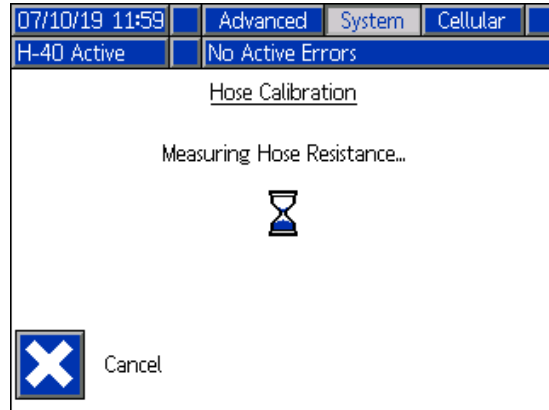 07/10/19 11:59 Advanced System Cellular
H-40 Active No Active Errors
Hose Calibration
Measuring Hose Resistance...
Cancel